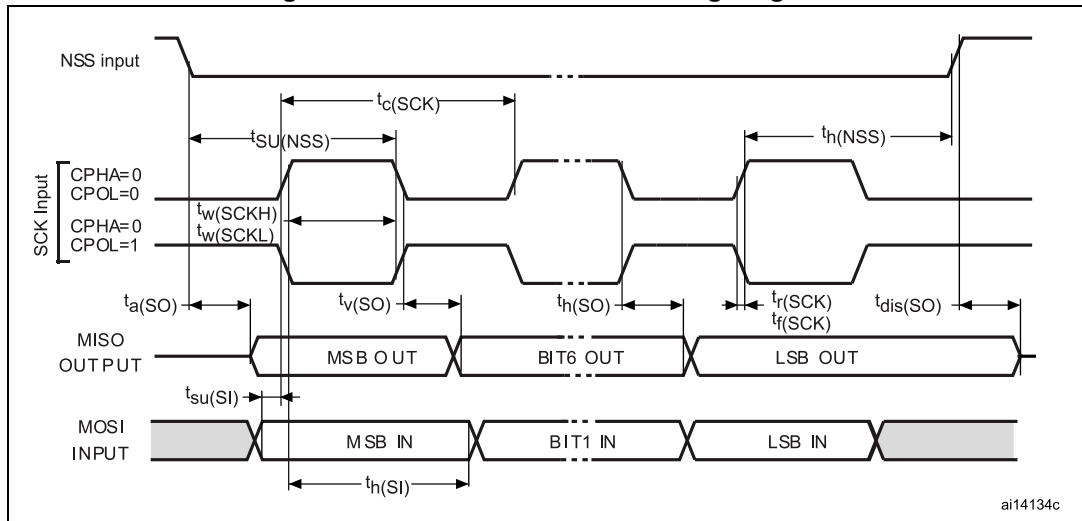 NSS input
tc(SCK)
tSU(NSS)
th(NSS)
SCK Input
CPHA=0
CPOL=0
tw(SCKH)
CPHA=0
tw(SCKL)
CPOL=1
ta(SO)
tv(SO)
th(SO)
tr(SCK)
tf(SCK)
tdis(SO)
MISO
OUTPUT
MSB OUT
BIT6 OUT
LSB OUT
tsu(SI)
MOSI
INPUT
MSB IN
BIT1 IN
LSB IN
th(SI)
ai14134c